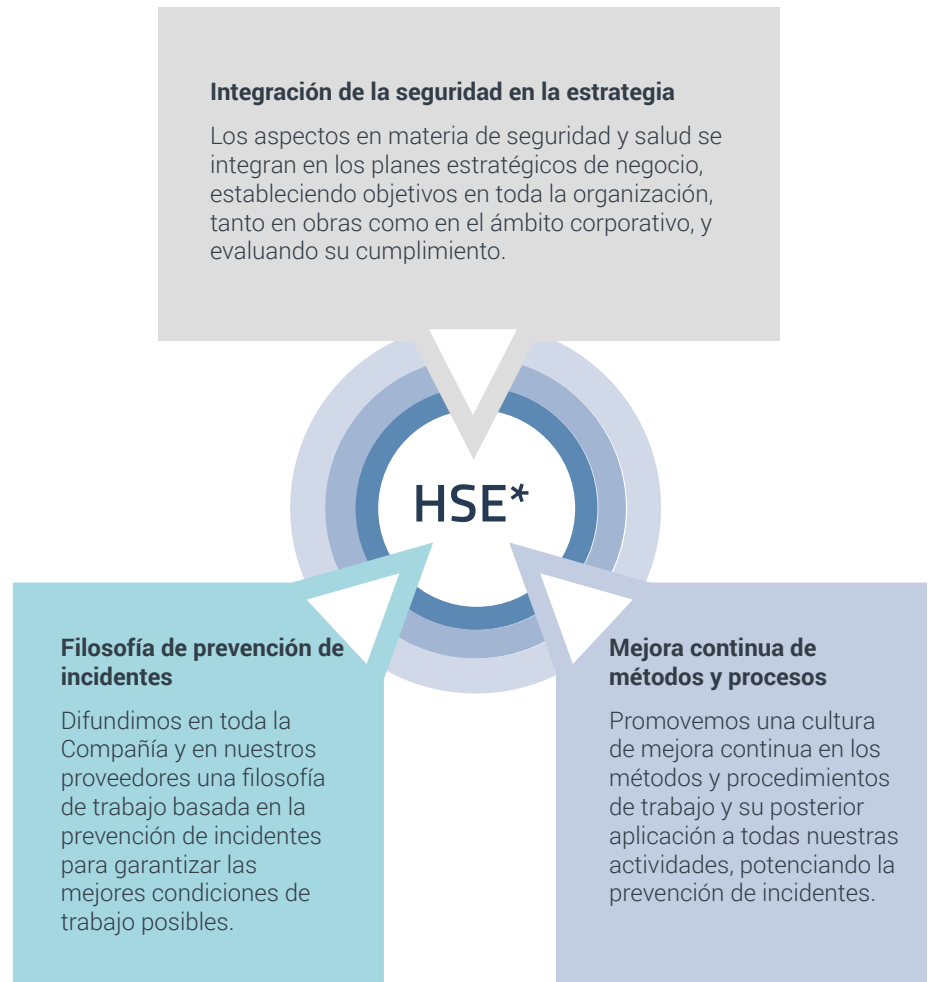 Integración de la seguridad en la estrategia
Los aspectos en materia de seguridad y salud se
integran en los planes estratégicos de negocio,
estableciendo objetivos en toda la organización,
tanto en obras como en el ámbito corporativo, y
evaluando su cumplimiento.
HSE*
Filosofía de prevención de
incidentes
Difundimos en toda la
Compañía y en nuestros
proveedores una filosofía
de trabajo basada en la
prevención de incidentes
para garantizar las
mejores condiciones de
trabajo posibles.
Mejora continua de
métodos y procesos
Promovemos una cultura
de mejora continua en los
métodos y procedimientos
de trabajo y su posterior
aplicación a todas nuestras
actividades, potenciando la
prevención de incidentes.